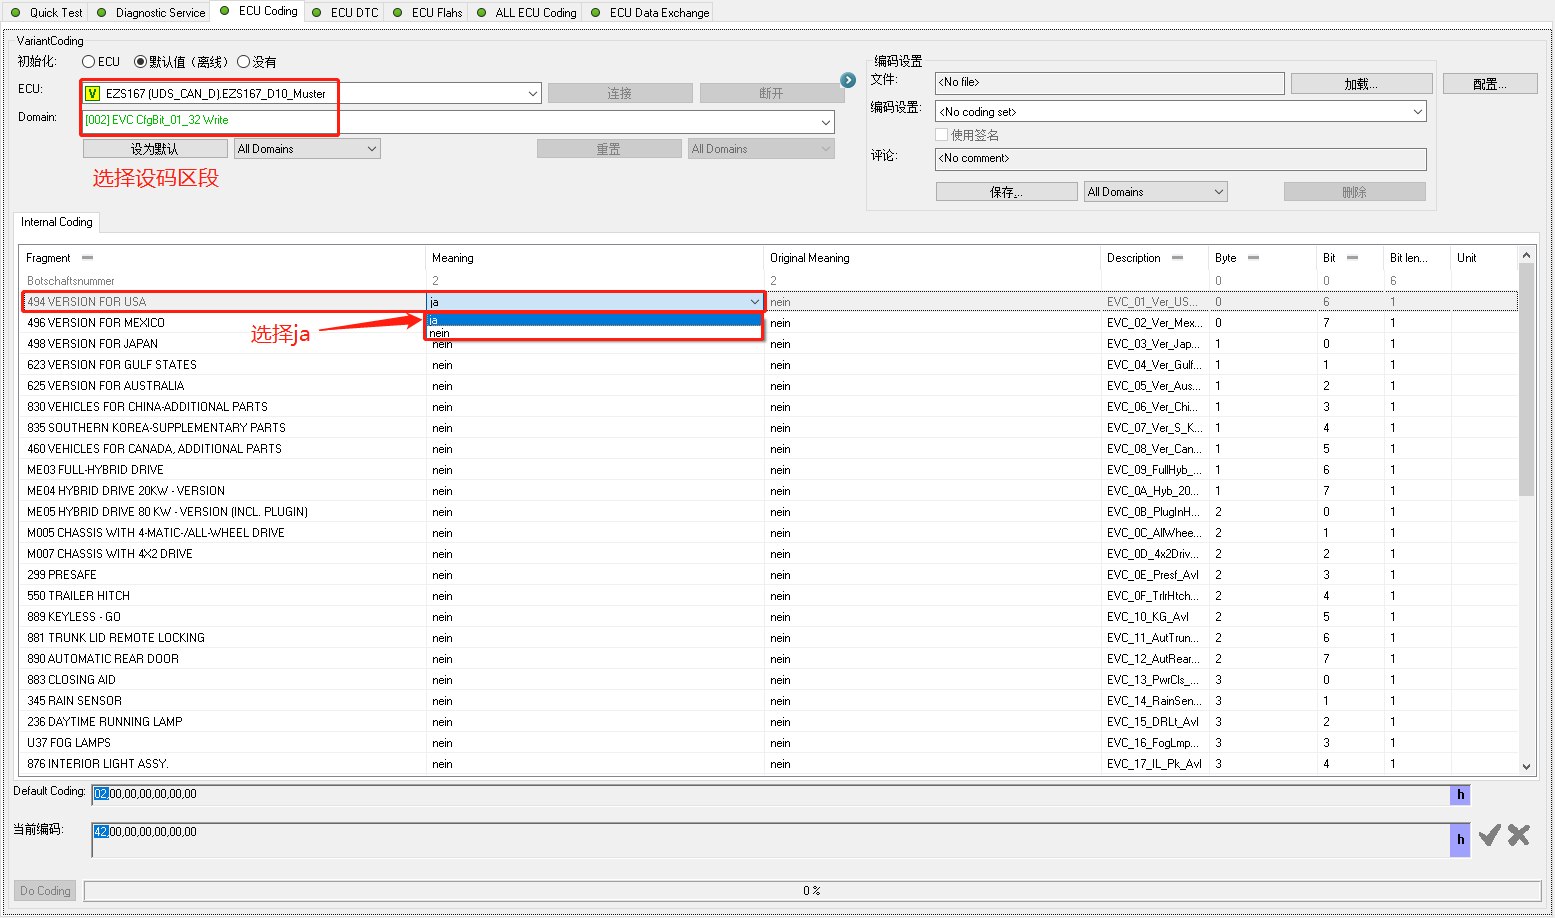 Quick Test Diagnostic Service ECU Coding ECU DTC ECU Flahs ALL ECU Coding ECU Data Exchange
VariantCoding
初始化: ECU 默认值（离线） 没有
ECU: V EZS167 (UDS_CAN_D).EZS167_D10_Muster 连接 断开
Domain: [002] EVC CfgBit_01_32 Write
设为默认 All Domains 重置 All Domains
选择设码区段
编码设置
文件: <No file> 加载... 配置...
编码设置: <No coding set>
使用签名
评论: <No comment>
保存... All Domains 删除
Internal Coding
Fragment Meaning Original Meaning Description Byte Bit Bit len... Unit
Botschaftsnummer 2 2 0 0 6
494 VERSION FOR USA ja nein EVC_01_Ver_US... 0 6 1
ja
nein
选择ja
496 VERSION FOR MEXICO nein EVC_02_Ver_Mex... 0 7 1
498 VERSION FOR JAPAN nein nein EVC_03_Ver_Jap... 1 0 1
623 VERSION FOR GULF STATES nein nein EVC_04_Ver_Gulf... 1 1 1
625 VERSION FOR AUSTRALIA nein nein EVC_05_Ver_Aus... 1 2 1
830 VEHICLES FOR CHINA-ADDITIONAL PARTS nein nein EVC_06_Ver_Chi... 1 3 1
835 SOUTHERN KOREA-SUPPLEMENTARY PARTS nein nein EVC_07_Ver_S_K... 1 4 1
460 VEHICLES FOR CANADA, ADDITIONAL PARTS nein nein EVC_08_Ver_Can... 1 5 1
ME03 FULL-HYBRID DRIVE nein nein EVC_09_FullHyb_... 1 6 1
ME04 HYBRID DRIVE 20KW - VERSION nein nein EVC_0A_Hyb_20... 1 7 1
ME05 HYBRID DRIVE 80 KW - VERSION (INCL. PLUGIN) nein nein EVC_0B_PlugInH... 2 0 1
M005 CHASSIS WITH 4-MATIC-/ALL-WHEEL DRIVE nein nein EVC_0C_AllWhee... 2 1 1
M007 CHASSIS WITH 4X2 DRIVE nein nein EVC_0D_4x2Driv... 2 2 1
299 PRESAFE nein nein EVC_0E_Presf_Avl 2 3 1
550 TRAILER HITCH nein nein EVC_0F_TrlrHtch... 2 4 1
889 KEYLESS - GO nein nein EVC_10_KG_Avl 2 5 1
881 TRUNK LID REMOTE LOCKING nein nein EVC_11_AutTrun... 2 6 1
890 AUTOMATIC REAR DOOR nein nein EVC_12_AutRear... 2 7 1
883 CLOSING AID nein nein EVC_13_PwrCls_... 3 0 1
345 RAIN SENSOR nein nein EVC_14_RainSen... 3 1 1
236 DAYTIME RUNNING LAMP nein nein EVC_15_DRLt_Avl 3 2 1
U37 FOG LAMPS nein nein EVC_16_FogLmp... 3 3 1
876 INTERIOR LIGHT ASSY. nein nein EVC_17_IL_Pk_Avl 3 4 1
Default Coding: 02,00,00,00,00,00,00 h
当前编码: 42,00,00,00,00,00,00 h
Do Coding 0 %